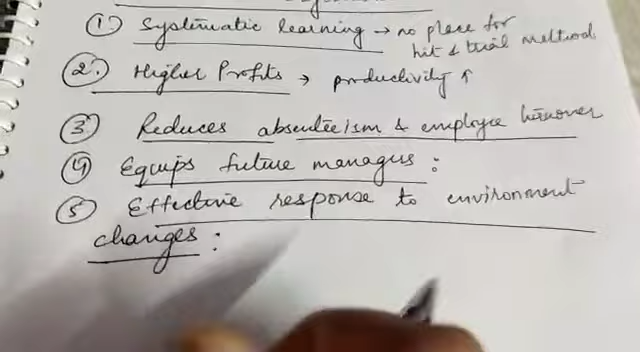 1. Systematic learning → no place for
hit & trial method.
2. Higher Profits → productivity ↑
3. Reduces absenteeism & employee turnover
4. Equips future managers :
5. Effective response to environment
changes :